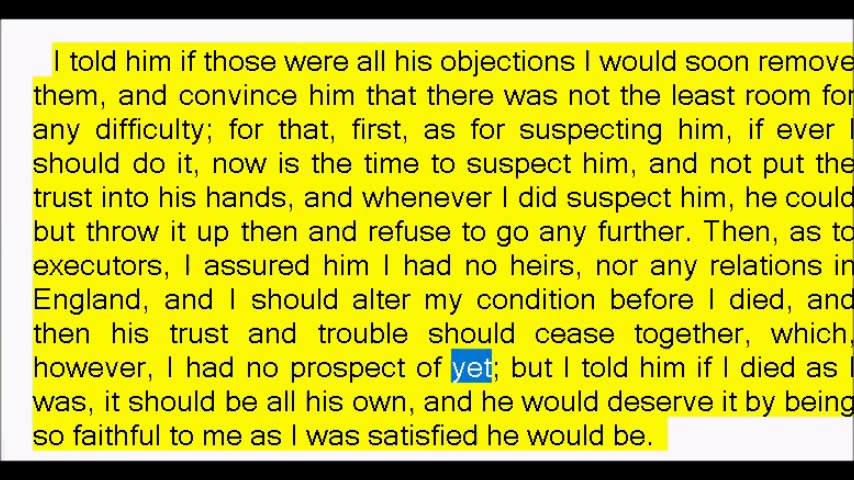 I told him if those were all his objections I would soon remove
them, and convince him that there was not the least room for
any difficulty; for that, first, as for suspecting him, if ever I
should do it, now is the time to suspect him, and not put the
trust into his hands, and whenever I did suspect him, he could
but throw it up then and refuse to go any further. Then, as to
executors, I assured him I had no heirs, nor any relations in
England, and I should alter my condition before I died, and
then his trust and trouble should cease together, which,
however, I had no prospect of yet; but I told him if I died as I
was, it should be all his own, and he would deserve it by being
so faithful to me as I was satisfied he would be.